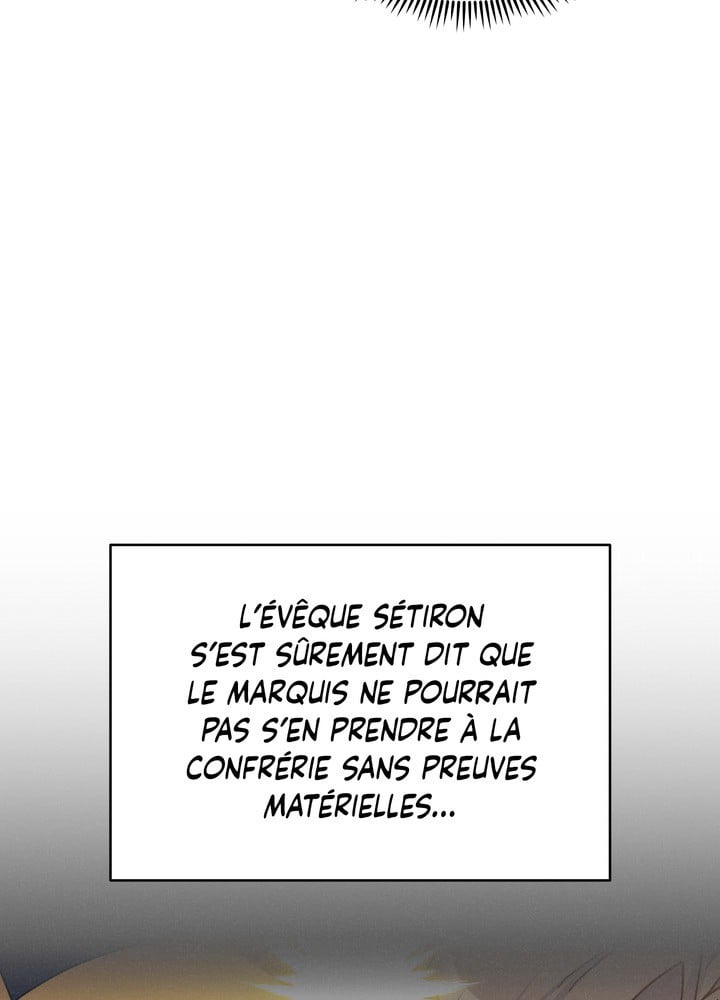 L'ÉVÊQUE SÉTIRON
S'EST SÛREMENT DIT QUE
LE MARQUIS NE POURRAIT
PAS S'EN PRENDRE À LA
CONFRÉRIE SANS PREUVES
MATÉRIELLES...